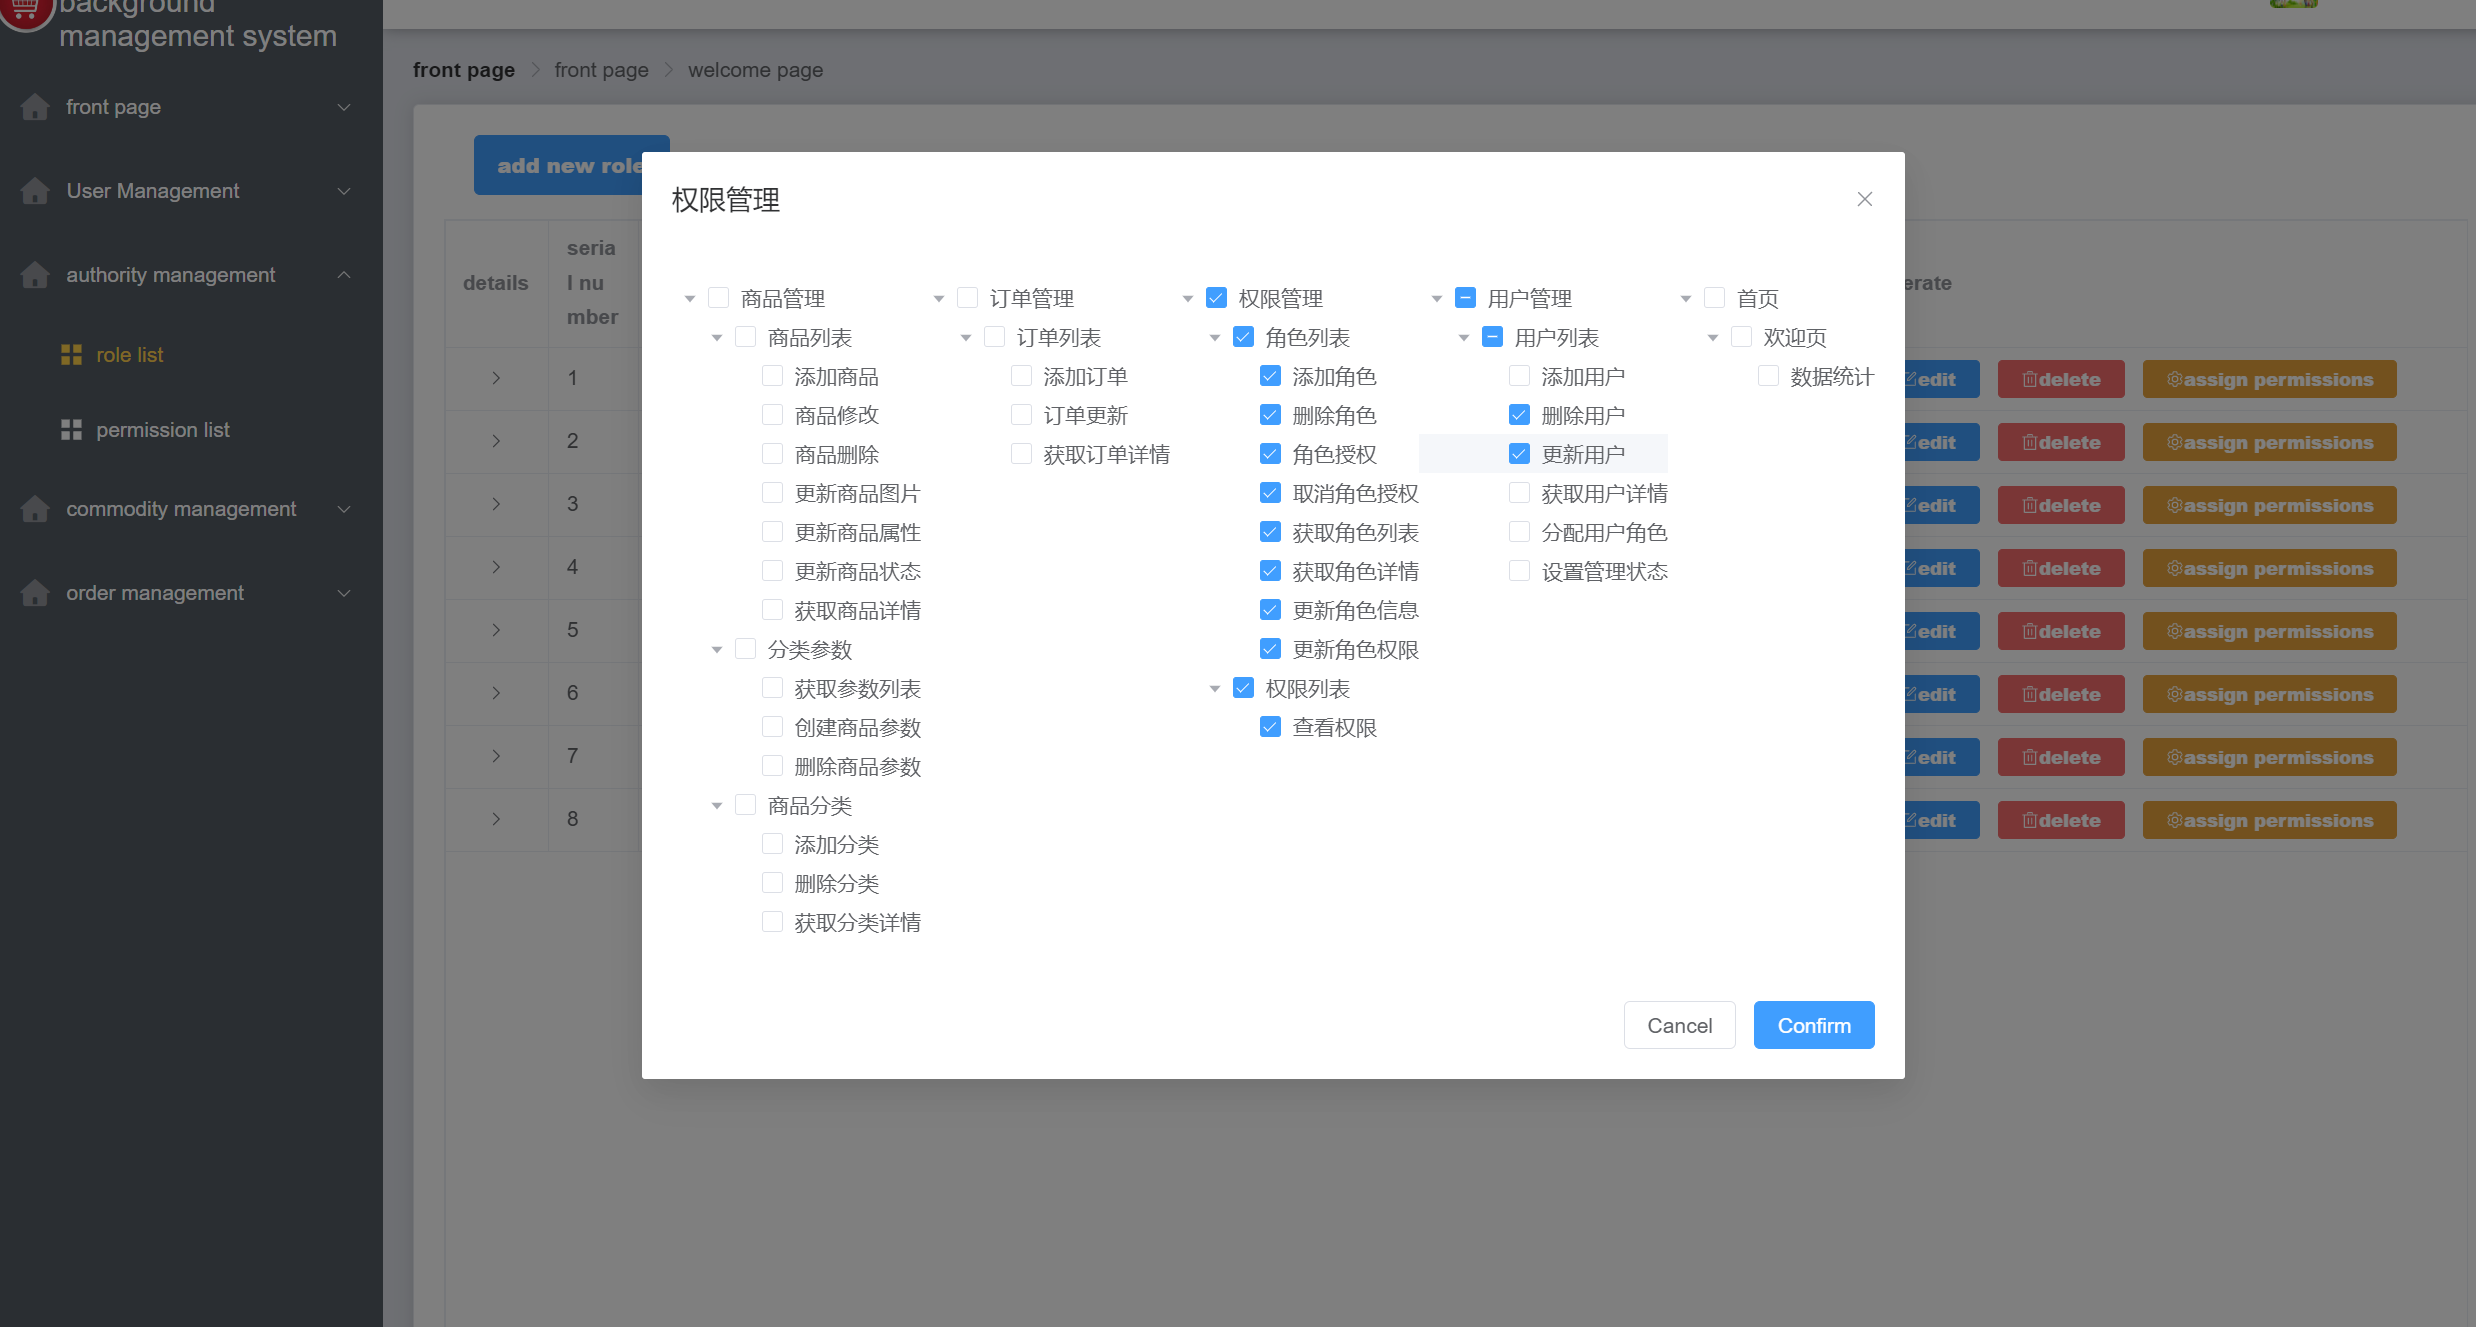 background
management system
front page
User Management
authority management
role list
permission list
commodity management
order management
front page > front page > welcome page
add new role
details
seria
l nu
mber
erate
1
edit delete assign permissions
2
edit delete assign permissions
3
edit delete assign permissions
4
edit delete assign permissions
5
edit delete assign permissions
6
edit delete assign permissions
7
edit delete assign permissions
8
edit delete assign permissions
权限管理
商品管理
商品列表
添加商品
商品修改
商品删除
更新商品图片
更新商品属性
更新商品状态
获取商品详情
分类参数
获取参数列表
创建商品参数
删除商品参数
商品分类
添加分类
删除分类
获取分类详情
订单管理
订单列表
添加订单
订单更新
获取订单详情
权限管理
角色列表
添加角色
删除角色
角色授权
取消角色授权
获取角色列表
获取角色详情
更新角色信息
更新角色权限
权限列表
查看权限
用户管理
用户列表
添加用户
删除用户
更新用户
获取用户详情
分配用户角色
设置管理状态
首页
欢迎页
数据统计
Cancel
Confirm